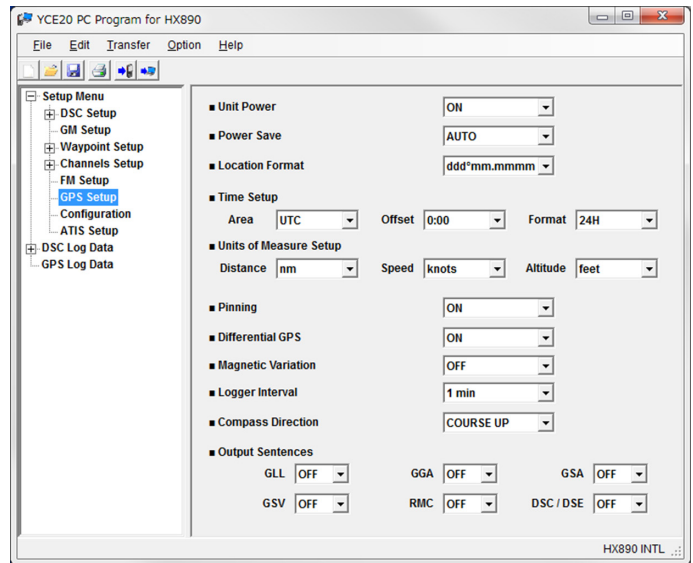 YCE20 PC Program for HX890
File Edit Transfer Option Help
Setup Menu
DSC Setup
GM Setup
Waypoint Setup
Channels Setup
FM Setup
GPS Setup
Configuration
ATIS Setup
DSC Log Data
GPS Log Data
Unit Power ON
Power Save AUTO
Location Format ddd°mm.mmmm
Time Setup
Area UTC Offset 0:00 Format 24H
Units of Measure Setup
Distance nm Speed knots Altitude feet
Pinning ON
Differential GPS ON
Magnetic Variation OFF
Logger Interval 1 min
Compass Direction COURSE UP
Output Sentences
GLL OFF GGA OFF GSA OFF
GSV OFF RMC OFF DSC / DSE OFF
HX890 INTL